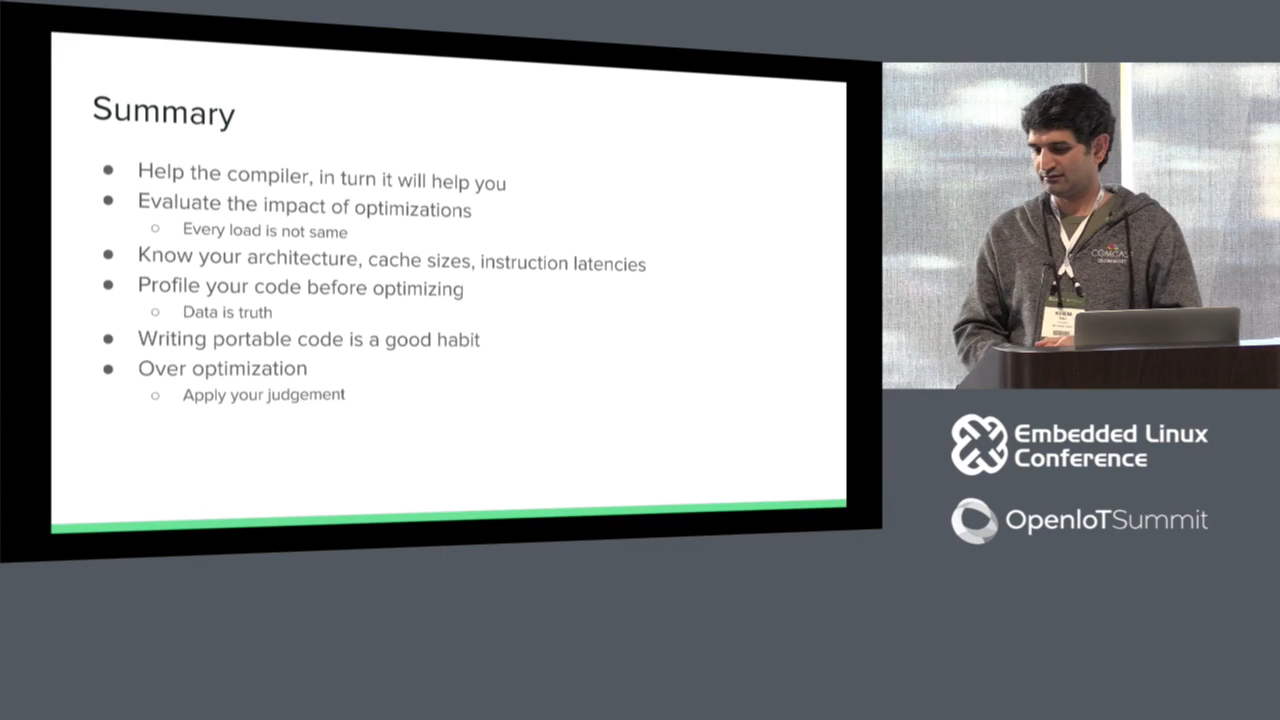 Summary
● Help the compiler, in turn it will help you
● Evaluate the impact of optimizations
○ Every load is not same
● Know your architecture, cache sizes, instruction latencies
● Profile your code before optimizing
○ Data is truth
● Writing portable code is a good habit
● Over optimization
○ Apply your judgement
COMCAST
KHEM
Embedded Linux
Conference
OpenIoTSummit